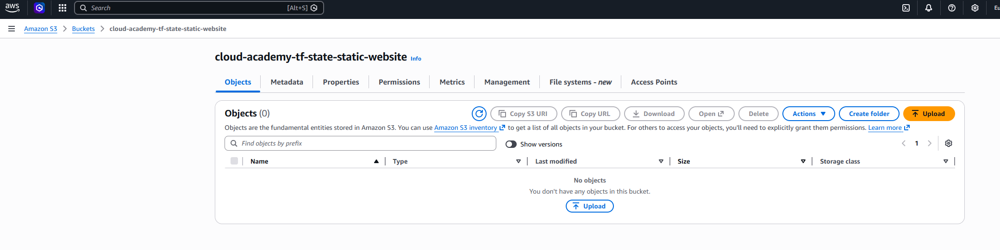 aws
Search [Alt+S]
Eu
Amazon S3 > Buckets > cloud-academy-tf-state-static-website
cloud-academy-tf-state-static-website Info
Objects Metadata Properties Permissions Metrics Management File systems - new Access Points
Objects (0) Copy S3 URI Copy URL Download Open Delete Actions Create folder Upload
Objects are the fundamental entities stored in Amazon S3. You can use Amazon S3 inventory to get a list of all objects in your bucket. For others to access your objects, you'll need to explicitly grant them permissions. Learn more
Find objects by prefix Show versions 1
Name Type Last modified Size Storage class
No objects
You don't have any objects in this bucket.
Upload